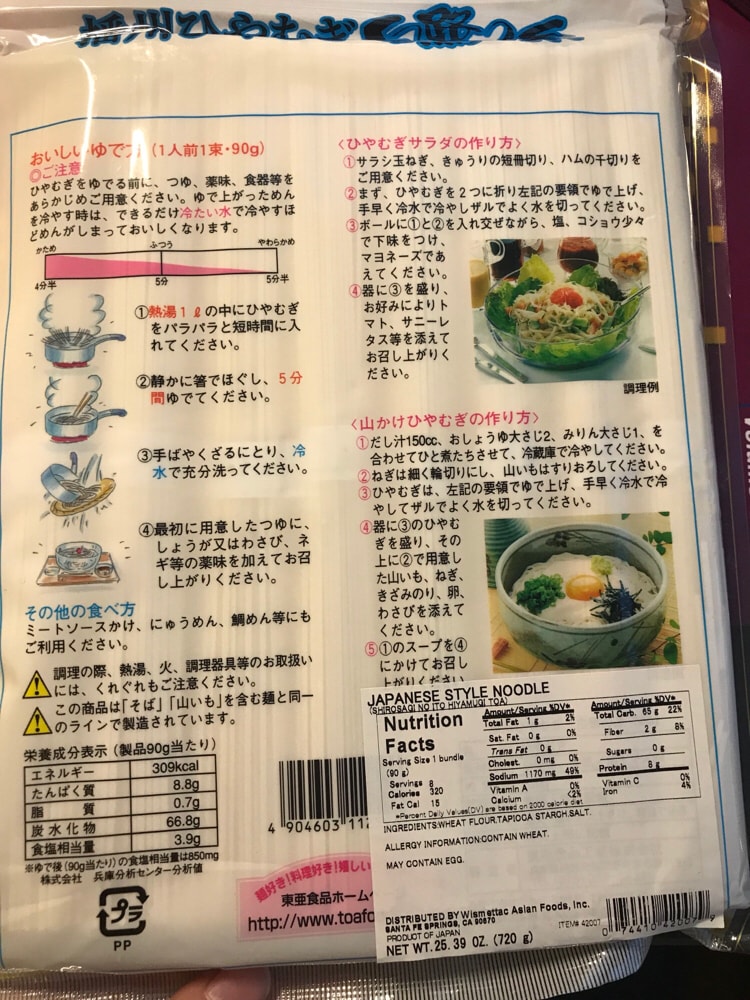 播州ひやむぎ
おいしいゆで方 (1人前1束・90g)
◎ご注意
ひやむぎをゆでる前に、つゆ、薬味、食器等を
あらかじめご用意ください。ゆで上がっためん
を冷やす時は、できるだけ冷たい水で冷やすほ
どめんがしまっておいしくなります。
かため ふつう やわらかめ
4分半 5分 5分半
①熱湯1ℓの中にひやむぎ
をバラバラと短時間に入
れてください。
②静かに箸でほぐし、5分
間ゆでてください。
③手ばやくざるにとり、冷
水で充分洗ってください。
④最初に用意したつゆに、
しょうが又はわさび、ネ
ギ等の薬味を加えてお召
し上がりください。
その他の食べ方
ミートソースかけ、にゅうめん、鯛めん等にも
ご利用ください。
調理の際、熱湯、火、調理器具等のお取扱い
には、くれぐれもご注意ください。
この商品は「そば」「山いも」を含む麺と同一
のラインで製造されています。
栄養成分表示 (製品90g当たり)
エネルギー 309kcal
たんぱく質 8.8g
脂質 0.7g
炭水化物 66.8g
食塩相当量 3.9g
※ゆで後(90g当たり)の食塩相当量は850mg
株式会社 兵庫分析センター分析値
プラ
PP
〈ひやむぎサラダの作り方〉
①サラシ玉ねぎ、きゅうりの短冊切り、ハムの千切りを
ご用意ください。
②まず、ひやむぎを2つに折り左記の要領でゆで上げ、
手早く冷水で冷やしザルでよく水を切ってください。
③ボールに①と②を入れ交ぜながら、塩、コショウ少々
で下味をつけ、
マヨネーズであ
えてください。
④器に③を盛り、
お好みによりト
マト、サニーレ
タス等を添えて
お召し上がりく
ださい。
調理例
〈山かけひやむぎの作り方〉
①だし汁150cc、おしょうゆ大さじ2、みりん大さじ1、を
合わせてひと煮たちさせて、冷蔵庫で冷やしてください。
②ねぎは細く輪切りにし、山いもはすりおろしてください。
③ひやむぎは、左記の要領でゆで上げ、手早く冷水で冷
やしてザルでよく水を切ってください。
④器に③のひやむ
ぎを盛り、その
上に②で用意し
た山いも、ねぎ、
きざみのり、卵、
わさびを添えて
ください。
⑤①のスープを④
にかけてお召し
上がりください
4 904603 11
麺好き!料理好き!嬉しい
東亜食品ホーム
http://www.toafo
JAPANESE STYLE NOODLE
(SHIROSAGI NO ITO HIYAMUGI TOA)
Nutrition
Facts
Serving Size 1 bundle
(90 g)
Servings 8
Calories 320
Fat Cal 15
Amount/Serving %DV*
Total Fat 1 g 2%
Sat. Fat 0 g 0%
Trans Fat 0 g
Cholest. 0 mg 0%
Sodium 1170 mg 49%
Vitamin A 0%
Calcium <2%
Amount/Serving %DV*
Total Carb. 65 g 22%
Fiber 2 g 8%
Sugars 0 g
Protein 8 g
Vitamin C 0%
Iron 4%
*Percent Daily Values(DV) are based on 2000 calorie diet
INGREDIENTS:WHEAT FLOUR.TAPIOCA STARCH.SALT.
ALLERGY INFORMATION:CONTAIN WHEAT.
MAY CONTAIN EGG.
DISTRIBUTED BY Wismettac Asian Foods, Inc.
SANTA FE SPRINGS, CA 90670
PRODUCT OF JAPAN
NET WT. 25.39 OZ. (720 g)
ITEM# 42007
0 74410 42007 9